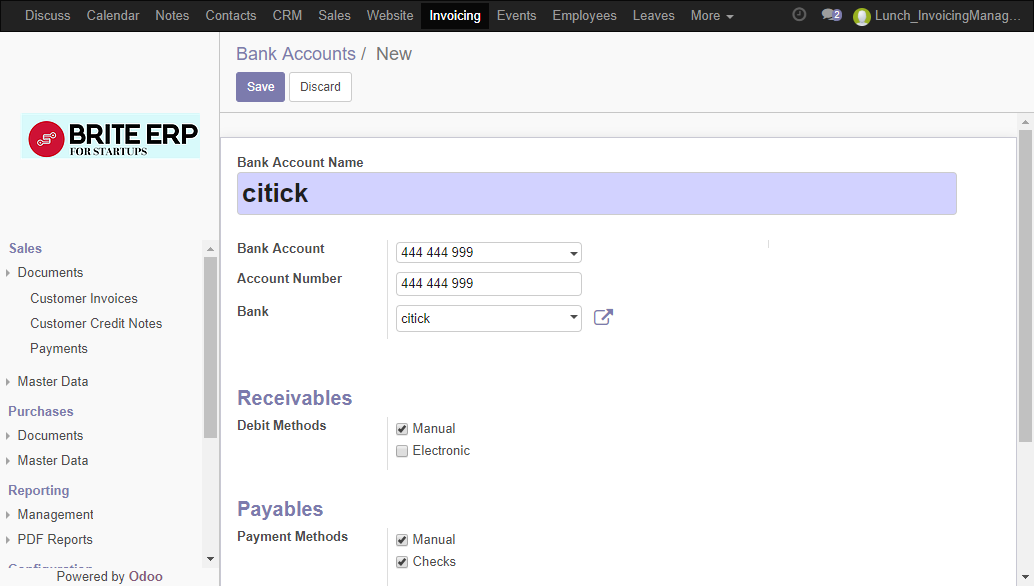 Discuss Calendar Notes Contacts CRM Sales Website Invoicing Events Employees Leaves More 2 Lunch_InvoicingManag...
Bank Accounts / New
Save Discard
BRITE ERP
FOR STARTUPS
Sales
Documents
Customer Invoices
Customer Credit Notes
Payments
Master Data
Purchases
Documents
Master Data
Reporting
Management
PDF Reports
Configuration
Powered by Odoo
Bank Account Name
citick
Bank Account 444 444 999
Account Number 444 444 999
Bank citick
Receivables
Debit Methods Manual
Electronic
Payables
Payment Methods Manual
Checks